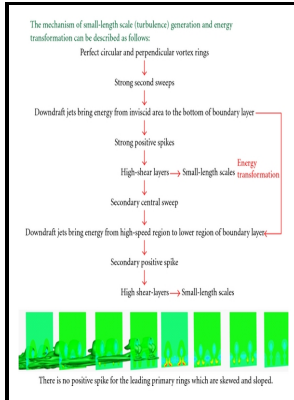 The mechanism of small-length scale (turbulence) generation and energy
transformation can be described as follows:
Perfect circular and perpendicular vortex rings
Strong second sweeps
Downdraft jets bring energy from inviscid area to the bottom of boundary layer
Strong positive spikes
High-shear layers
Small-length scales
Energy
transformation
Secondary central sweep
Downdraft jets bring energy from high-speed region to lower region of boundary layer
Secondary positive spike
High shear-layers
Small-length scales
There is no positive spike for the leading primary rings which are skewed and sloped.